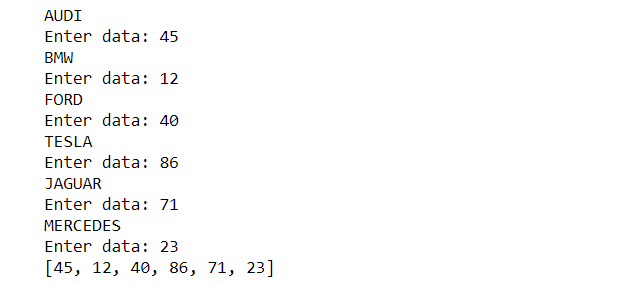 AUDI
Enter data: 45
BMW
Enter data: 12
FORD
Enter data: 40
TESLA
Enter data: 86
JAGUAR
Enter data: 71
MERCEDES
Enter data: 23
[45, 12, 40, 86, 71, 23]